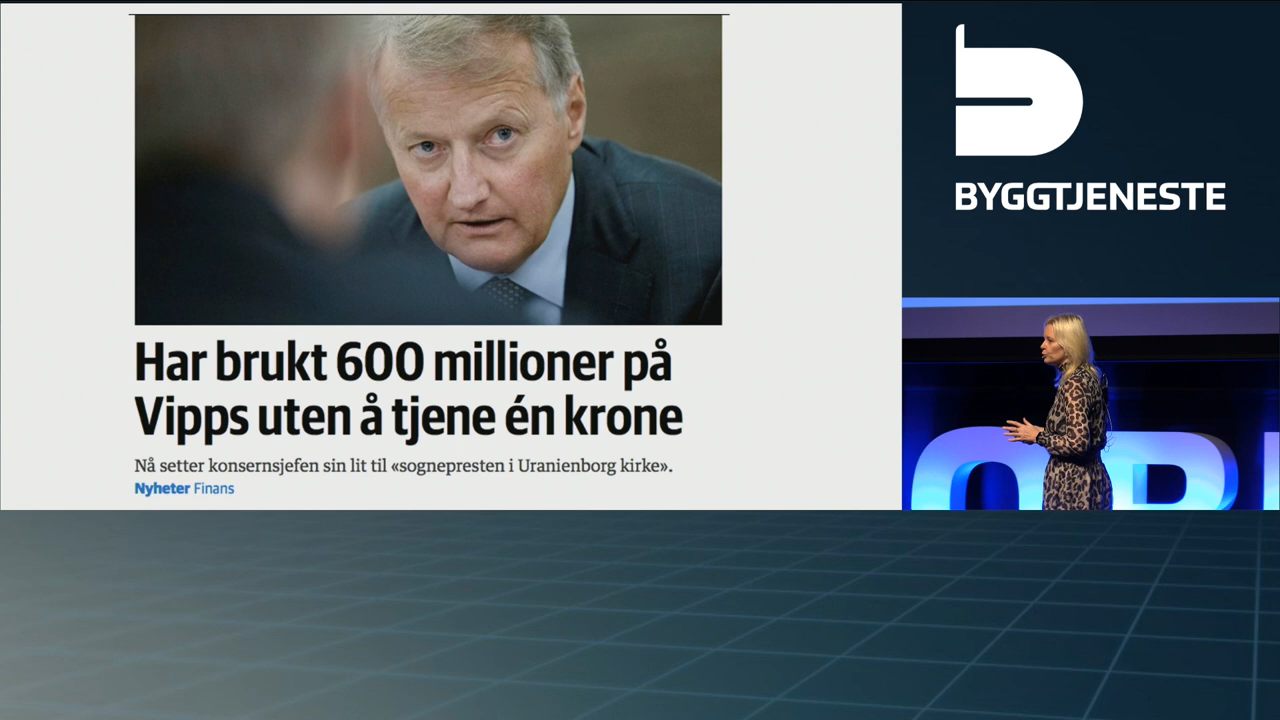 Har brukt 600 millioner på
Vipps uten å tjene én krone
Nå setter konsernsjefen sin lit til «sognepresten i Uranienborg kirke».
Nyheter Finans
BYGGTJENESTE